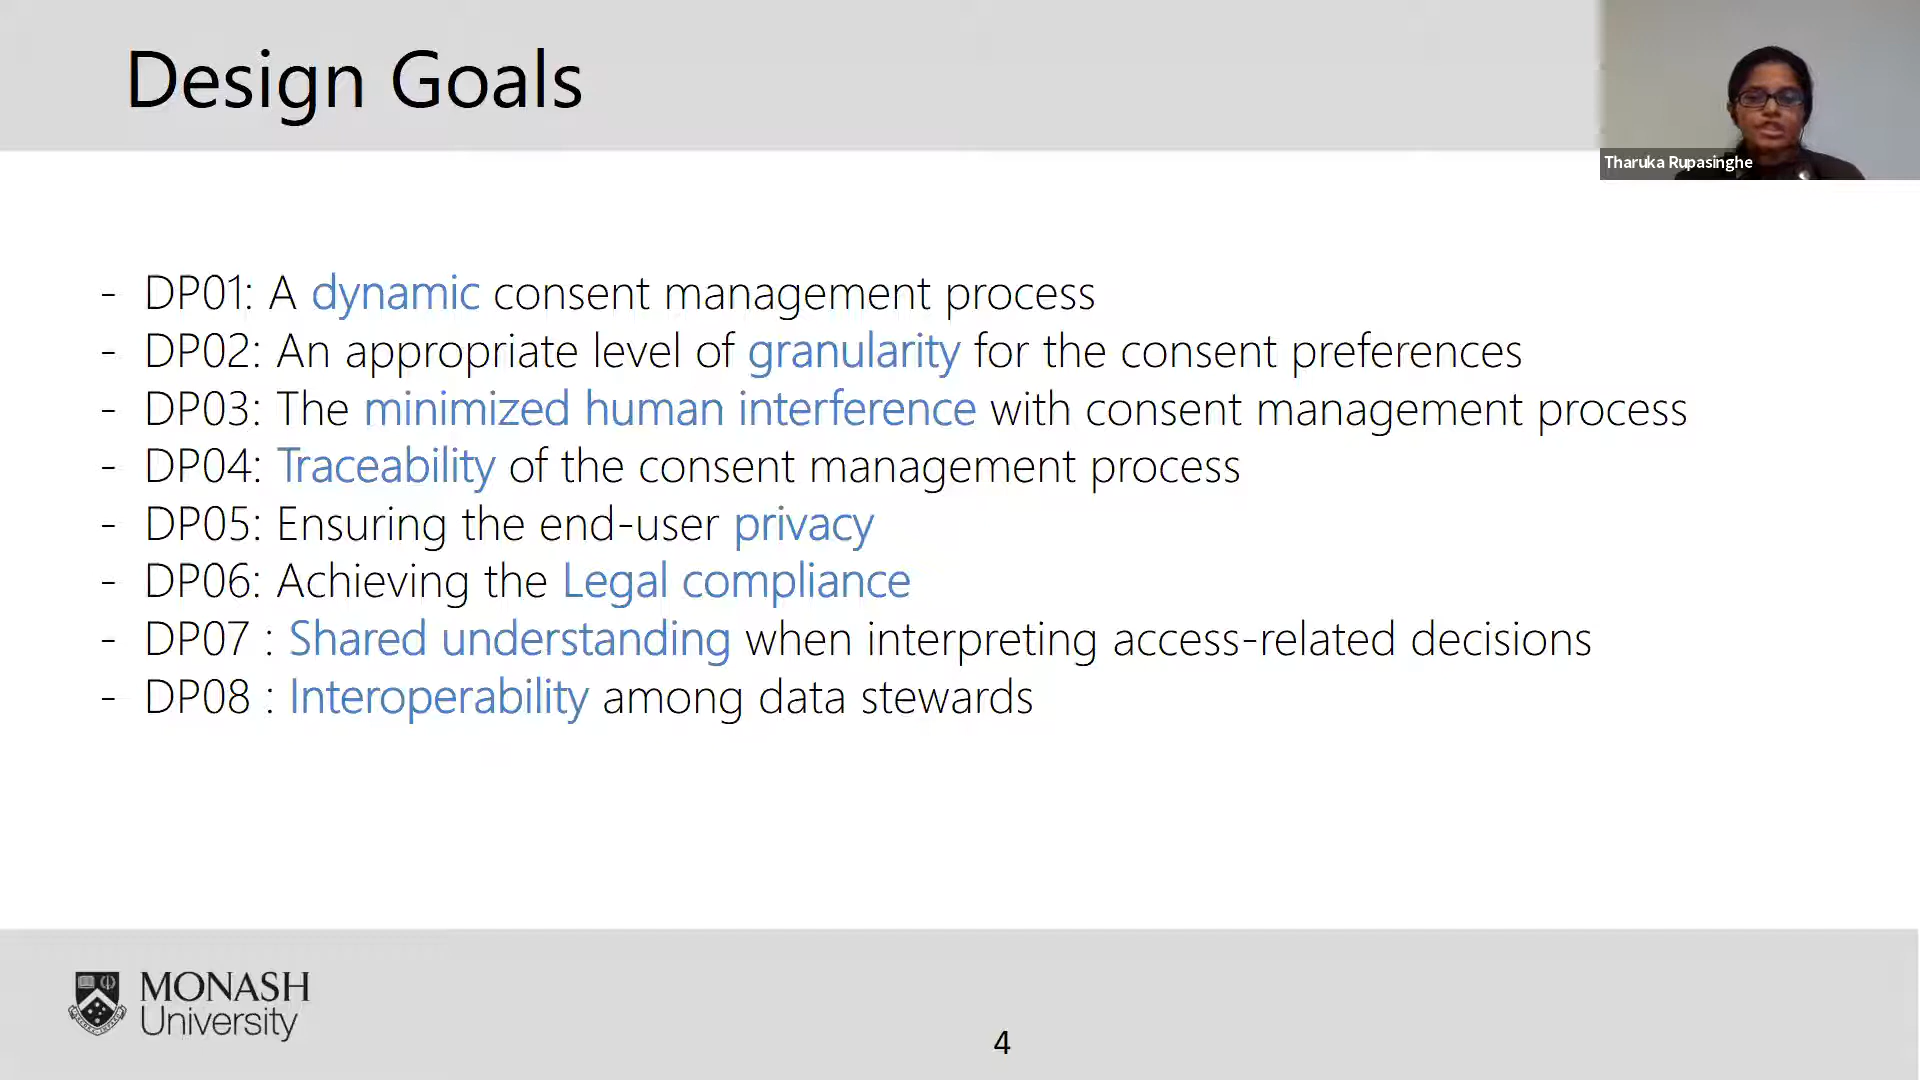 Design Goals
Tharuka Rupasinghe
- DP01: A dynamic consent management process
- DP02: An appropriate level of granularity for the consent preferences
- DP03: The minimized human interference with consent management process
- DP04: Traceability of the consent management process
- DP05: Ensuring the end-user privacy
- DP06: Achieving the Legal compliance
- DP07 : Shared understanding when interpreting access-related decisions
- DP08 : Interoperability among data stewards
MONASH
University
4